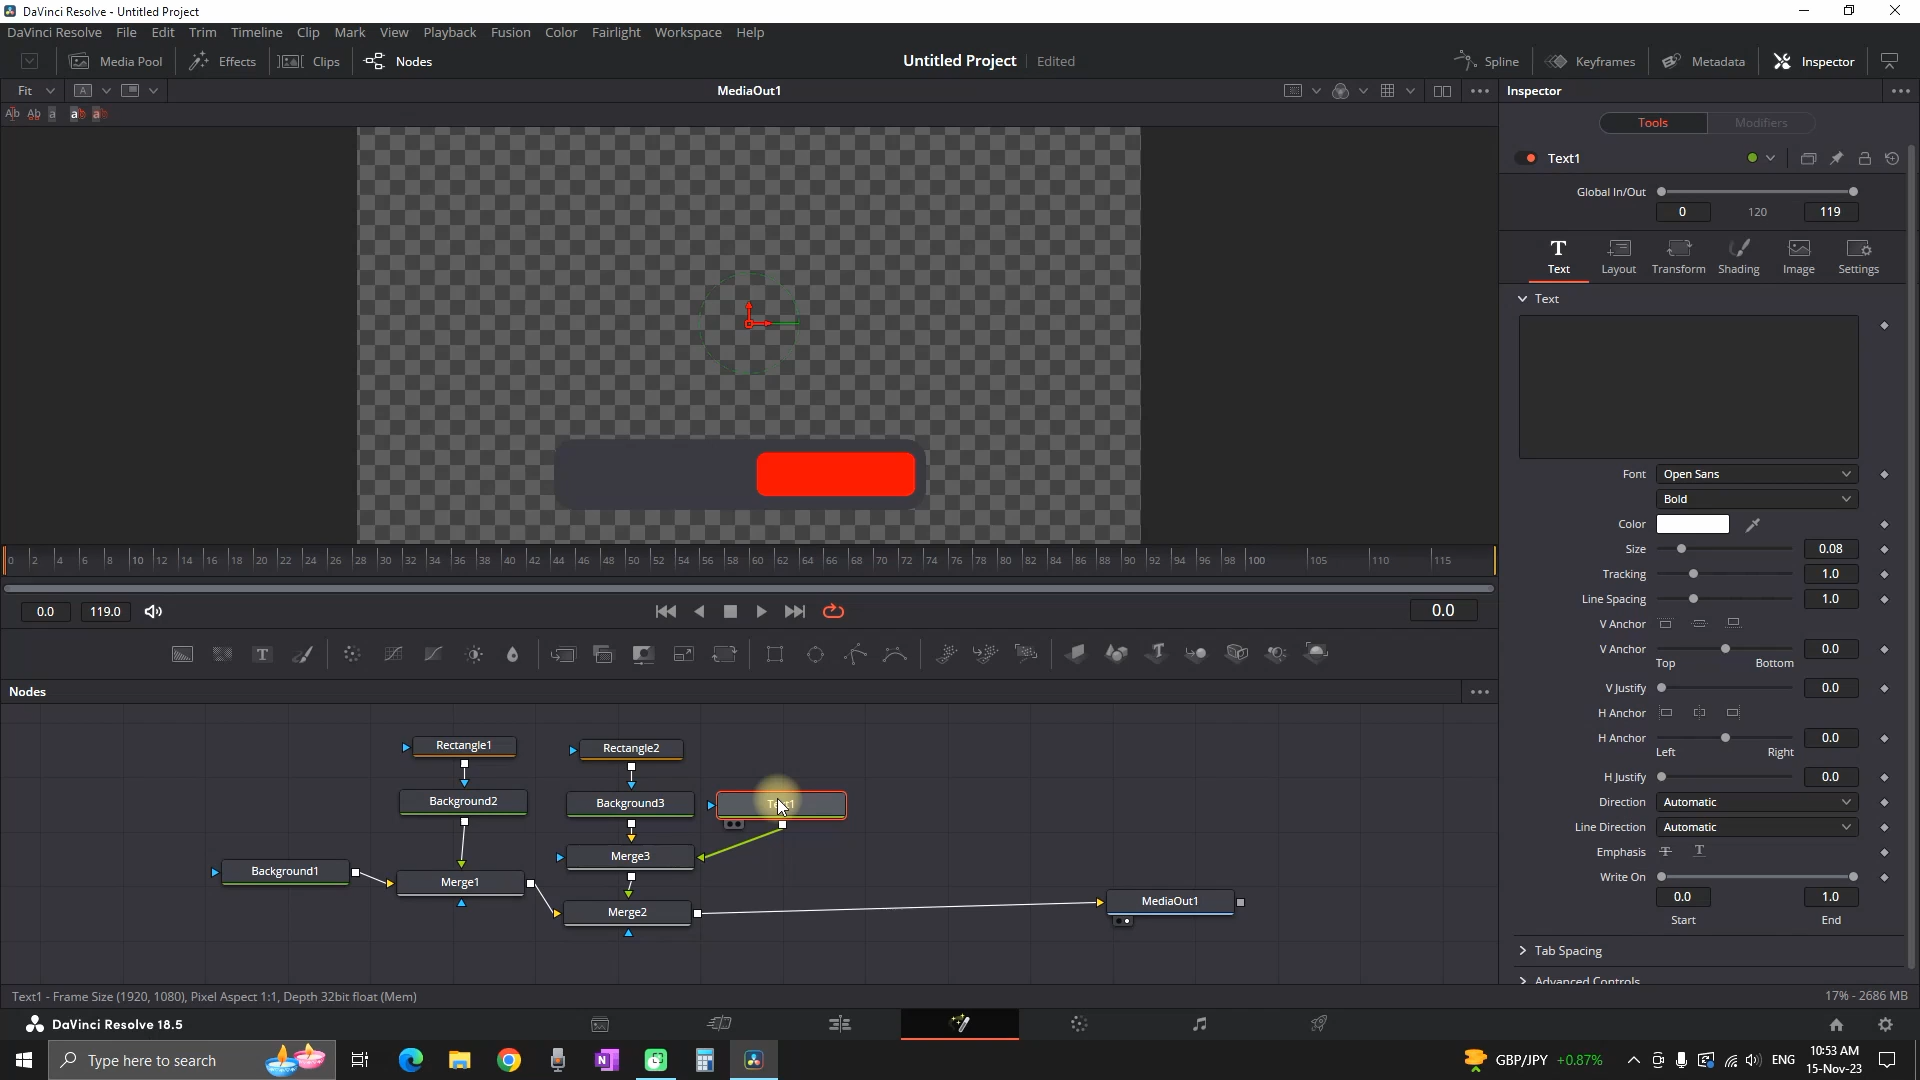 DaVinci Resolve - Untitled Project
DaVinci Resolve File Edit Trim Timeline Clip Mark View Playback Fusion Color Fairlight Workspace Help
Media Pool Effects Clips Nodes Untitled Project Edited Spline Keyframes Metadata Inspector
Fit A MediaOut1 Inspector
Ab Ab a ab ab
Tools Modifiers
Text1
Global In/Out
0 120 119
T
Text Layout Transform Shading Image Settings
Text
Font Open Sans
Bold
Color
Size 0.08
Tracking 1.0
Line Spacing 1.0
V Anchor
V Anchor 0.0
Top Bottom
V Justify 0.0
H Anchor
H Anchor 0.0
Left Right
H Justify 0.0
Direction Automatic
Line Direction Automatic
Emphasis T T
Write On
0.0 1.0
Start End
Tab Spacing
Advanced Controls
0 2 4 6 8 10 12 14 16 18 20 22 24 26 28 30 32 34 36 38 40 42 44 46 48 50 52 54 56 58 60 62 64 66 68 70 72 74 76 78 80 82 84 86 88 90 92 94 96 98 100 105 110 115
0.0 119.0 0.0
T T
Nodes
Rectangle1 Rectangle2
Background2 Background3 Text1
Background1 Merge1 Merge3
Merge2 MediaOut1
Text1 - Frame Size (1920, 1080), Pixel Aspect 1:1, Depth 32bit float (Mem) 17% - 2686 MB
DaVinci Resolve 18.5
Type here to search N GBP/JPY +0.87% ENG 10:53 AM
15-Nov-23